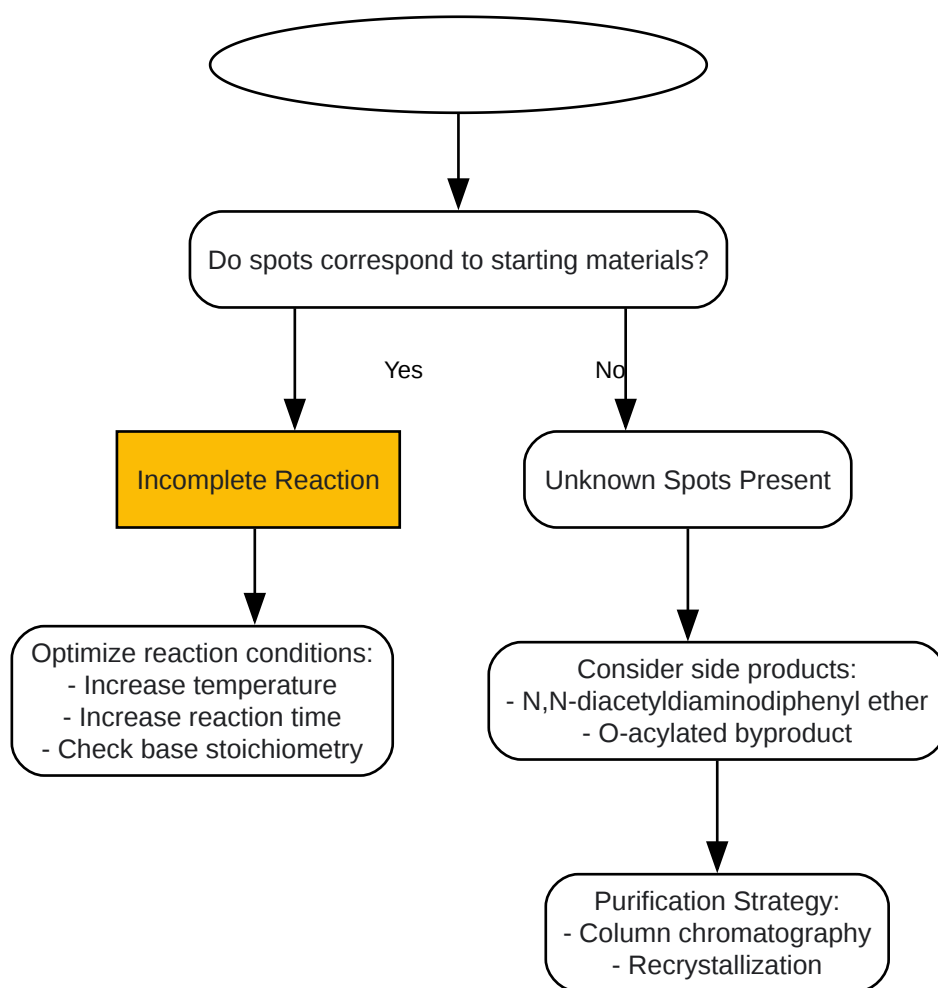 Do spots correspond to starting materials?
Yes
No
Incomplete Reaction
Unknown Spots Present
Optimize reaction conditions:
- Increase temperature
- Increase reaction time
- Check base stoichiometry
Consider side products:
- N,N-diacetyldiaminodiphenyl ether
- O-acylated byproduct
Purification Strategy:
- Column chromatography
- Recrystallization